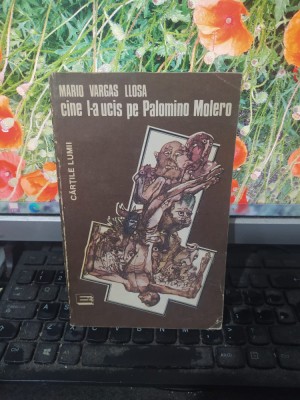 MARIO VARGAS LLOSA
cine l-a ucis pe Palomino Molero
CĂRȚILE LUMII